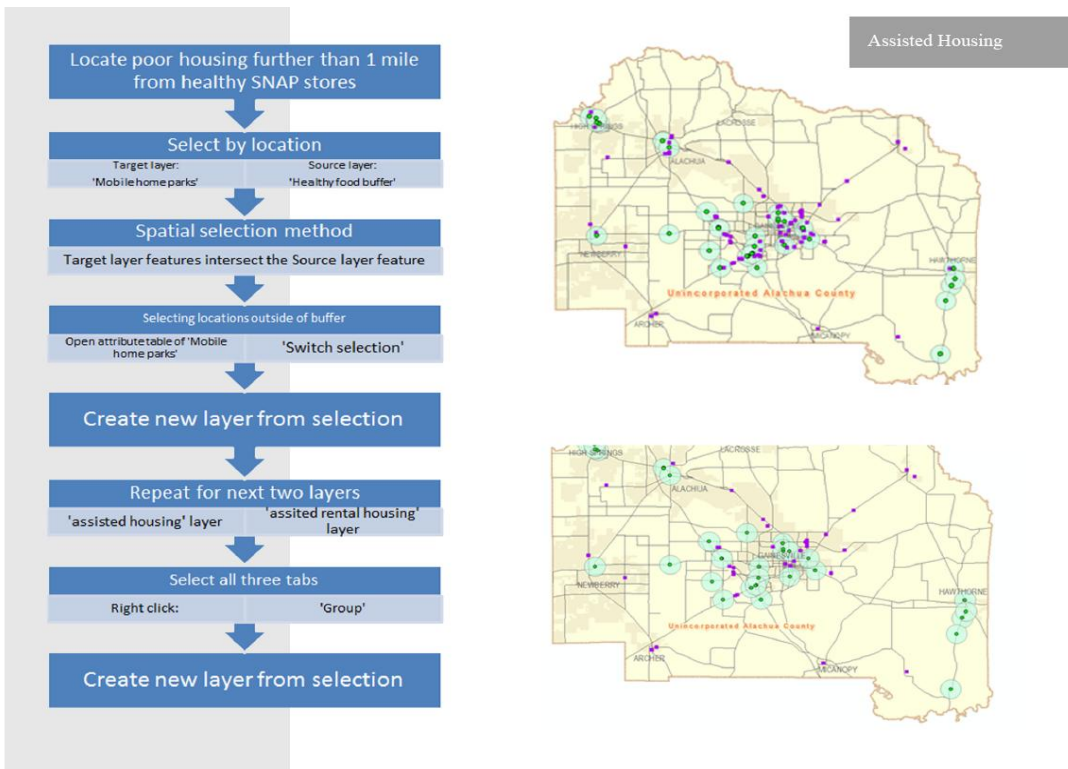 Locate poor housing further than 1 mile
from healthy SNAP stores
Select by location
Target layer:
'Mobile home parks'
Source layer:
'Healthy food buffer'
Spatial selection method
Target layer features intersect the Source layer feature
Selecting locations outside of buffer
Open attribute table of 'Mobile
home parks'
'Switch selection'
Create new layer from selection
Repeat for next two layers
'assisted housing' layer
'assited rental housing'
layer
Select all three tabs
Right click:
'Group'
Create new layer from selection
Assisted Housing
HIGH SPRINGS
LACROSSE
ALACHUA
NEWBERRY
HAWTHORNE
Unincorporated Alachua County
ARCHER
MICANOPY
HIGH SPRINGS
LACROSSE
ALACHUA
GAINESVILLE
NEWBERRY
HAWTHORNE
Unincorporated Alachua County
ARCHER
MICANOPY